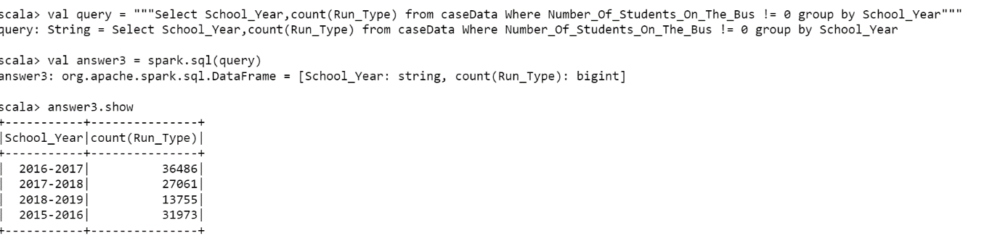 scala> val query = """Select School_Year,count(Run_Type) from caseData Where Number_Of_Students_On_The_Bus != 0 group by School_Year"""
query: String = Select School_Year,count(Run_Type) from caseData Where Number_Of_Students_On_The_Bus != 0 group by School_Year
scala> val answer3 = spark.sql(query)
answer3: org.apache.spark.sql.DataFrame = [School_Year: string, count(Run_Type): bigint]
scala> answer3.show
+-----------+---------------+
|School_Year|count(Run_Type)|
+-----------+---------------+
|  2016-2017|          36486|
|  2017-2018|          27061|
|  2018-2019|          13755|
|  2015-2016|          31973|
+-----------+---------------+